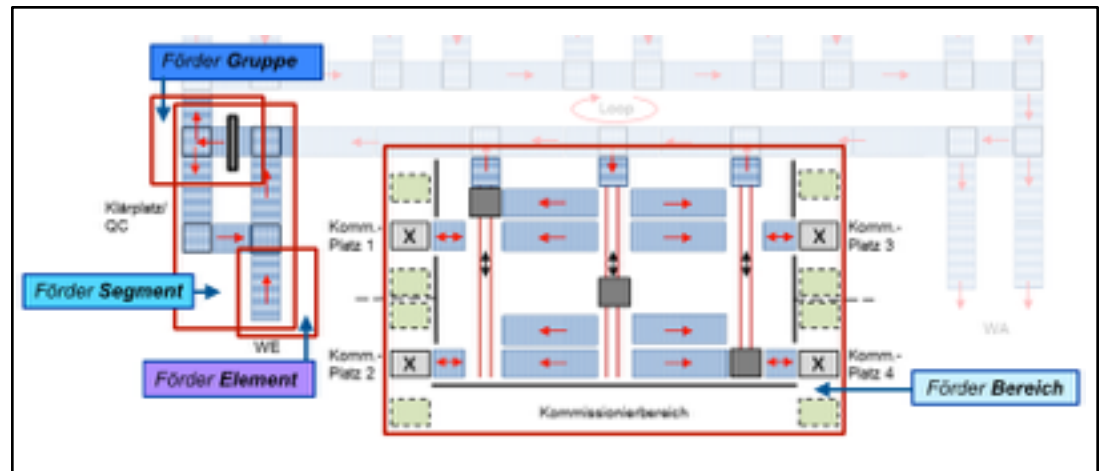 Förder Gruppe
Loop
Klärplatz/
QC
Komm.-
Platz 1
X
X
Komm.-
Platz 3
Förder Segment
WE
WA
Förder Element
Komm.-
Platz 2
X
X
Komm.-
Platz 4
Förder Bereich
Kommissionierbereich